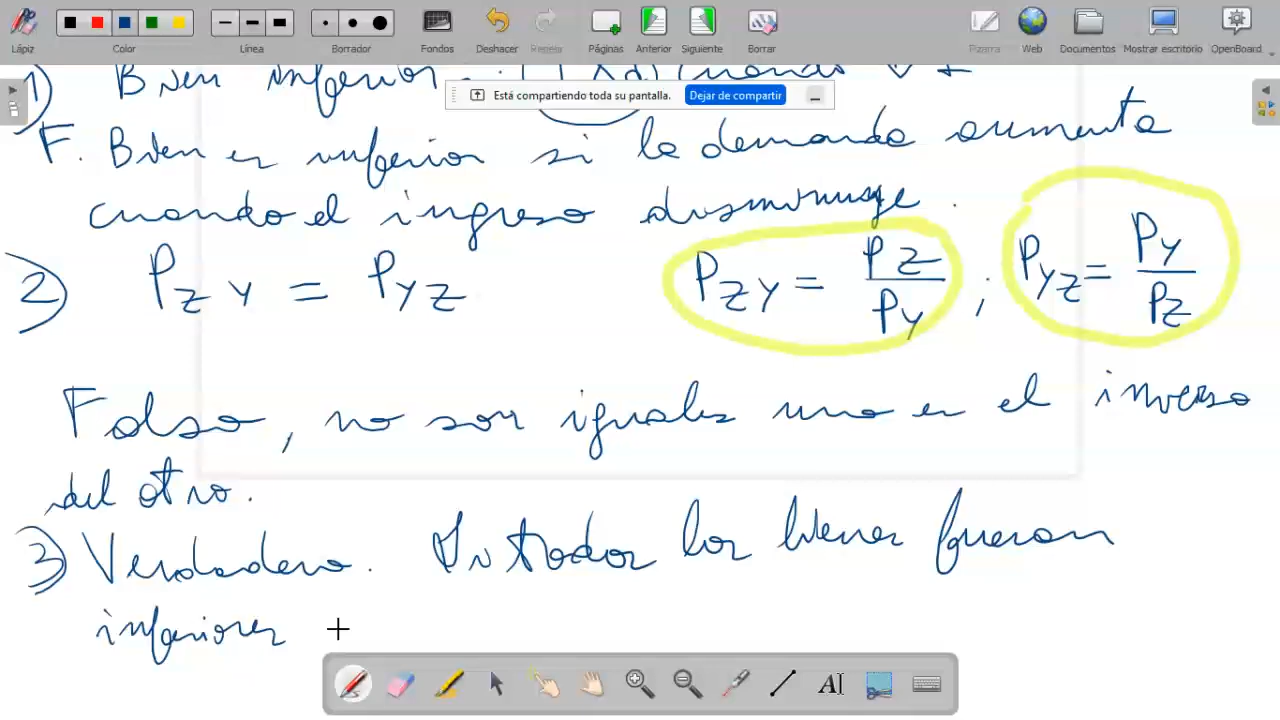 Lápiz Color Línea Borrador Fondos Deshacer Repetir Páginas Anterior Siguiente Borrar Pizarra Web Documentos Mostrar escritorio OpenBoard
Está compartiendo toda su pantalla. Dejar de compartir
1) Bien inferior. cuando
F. Bien es inferior si la demanda aumenta
cuando el ingreso disminuye.
2) PZY = PYZ PZY = PZ/PY ; PYZ = PY/PZ
Falso, no son iguales uno es el inverso
del otro.
3) Verdadero. Si todos los bienes fueran
inferiores
AI